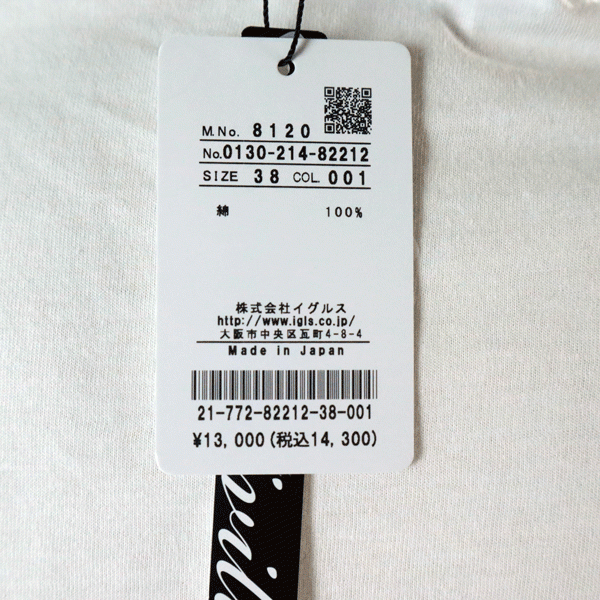 M.No. 8120
No.0130-214-82212
SIZE 38 COL. 001
綿 100%
株式会社イグルス
http://www.igls.co.jp/
大阪市中央区瓦町4-8-4
Made in Japan
21-772-82212-38-001
¥13,000(税込14,300)